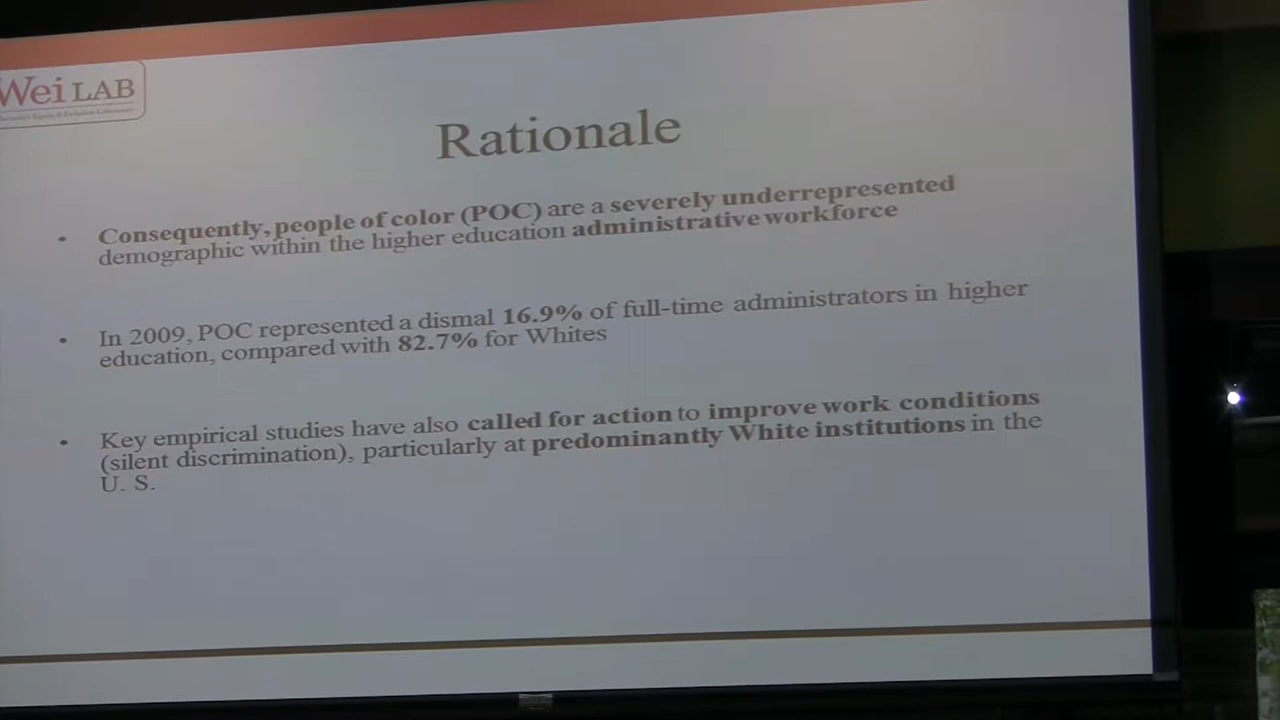 Wei LAB
Rationale
• Consequently, people of color (POC) are a severely underrepresented
demographic within the higher education administrative workforce
• In 2009, POC represented a dismal 16.9% of full-time administrators in higher
education, compared with 82.7% for Whites
• Key empirical studies have also called for action to improve work conditions
(silent discrimination), particularly at predominantly White institutions in the
U. S.